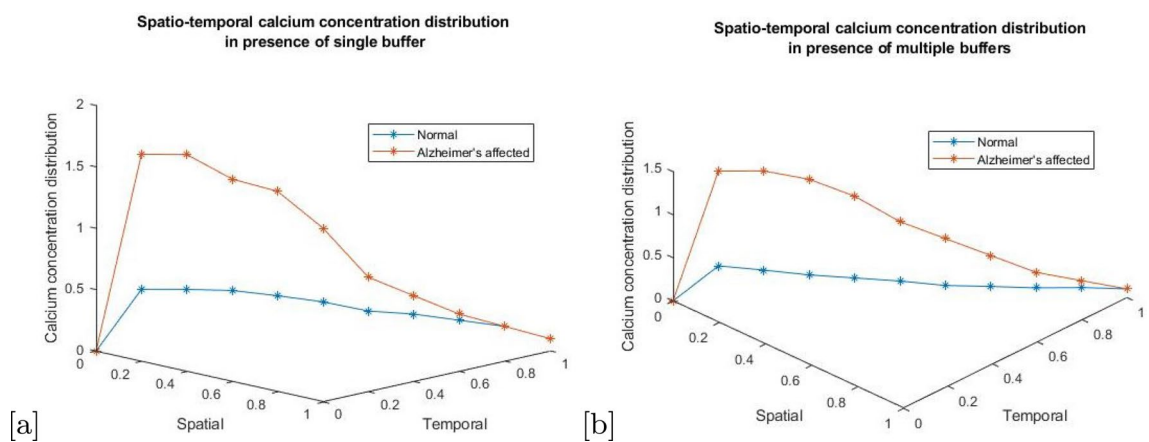 Spatio-temporal calcium concentration distribution
in presence of single buffer
Calcium concentration distribution
2
1.5
1
0.5
0
0
0.2
0.4
0.6
0.8
1
Spatial
0
0.2
0.4
0.6
0.8
1
Temporal
Normal
Alzheimer's affected
[a]
Spatio-temporal calcium concentration distribution
in presence of multiple buffers
Calcium concentration distribution
1.5
1
0.5
0
0
0.2
0.4
0.6
0.8
1
Spatial
0
0.2
0.4
0.6
0.8
1
Temporal
Normal
Alzheimer's affected
[b]